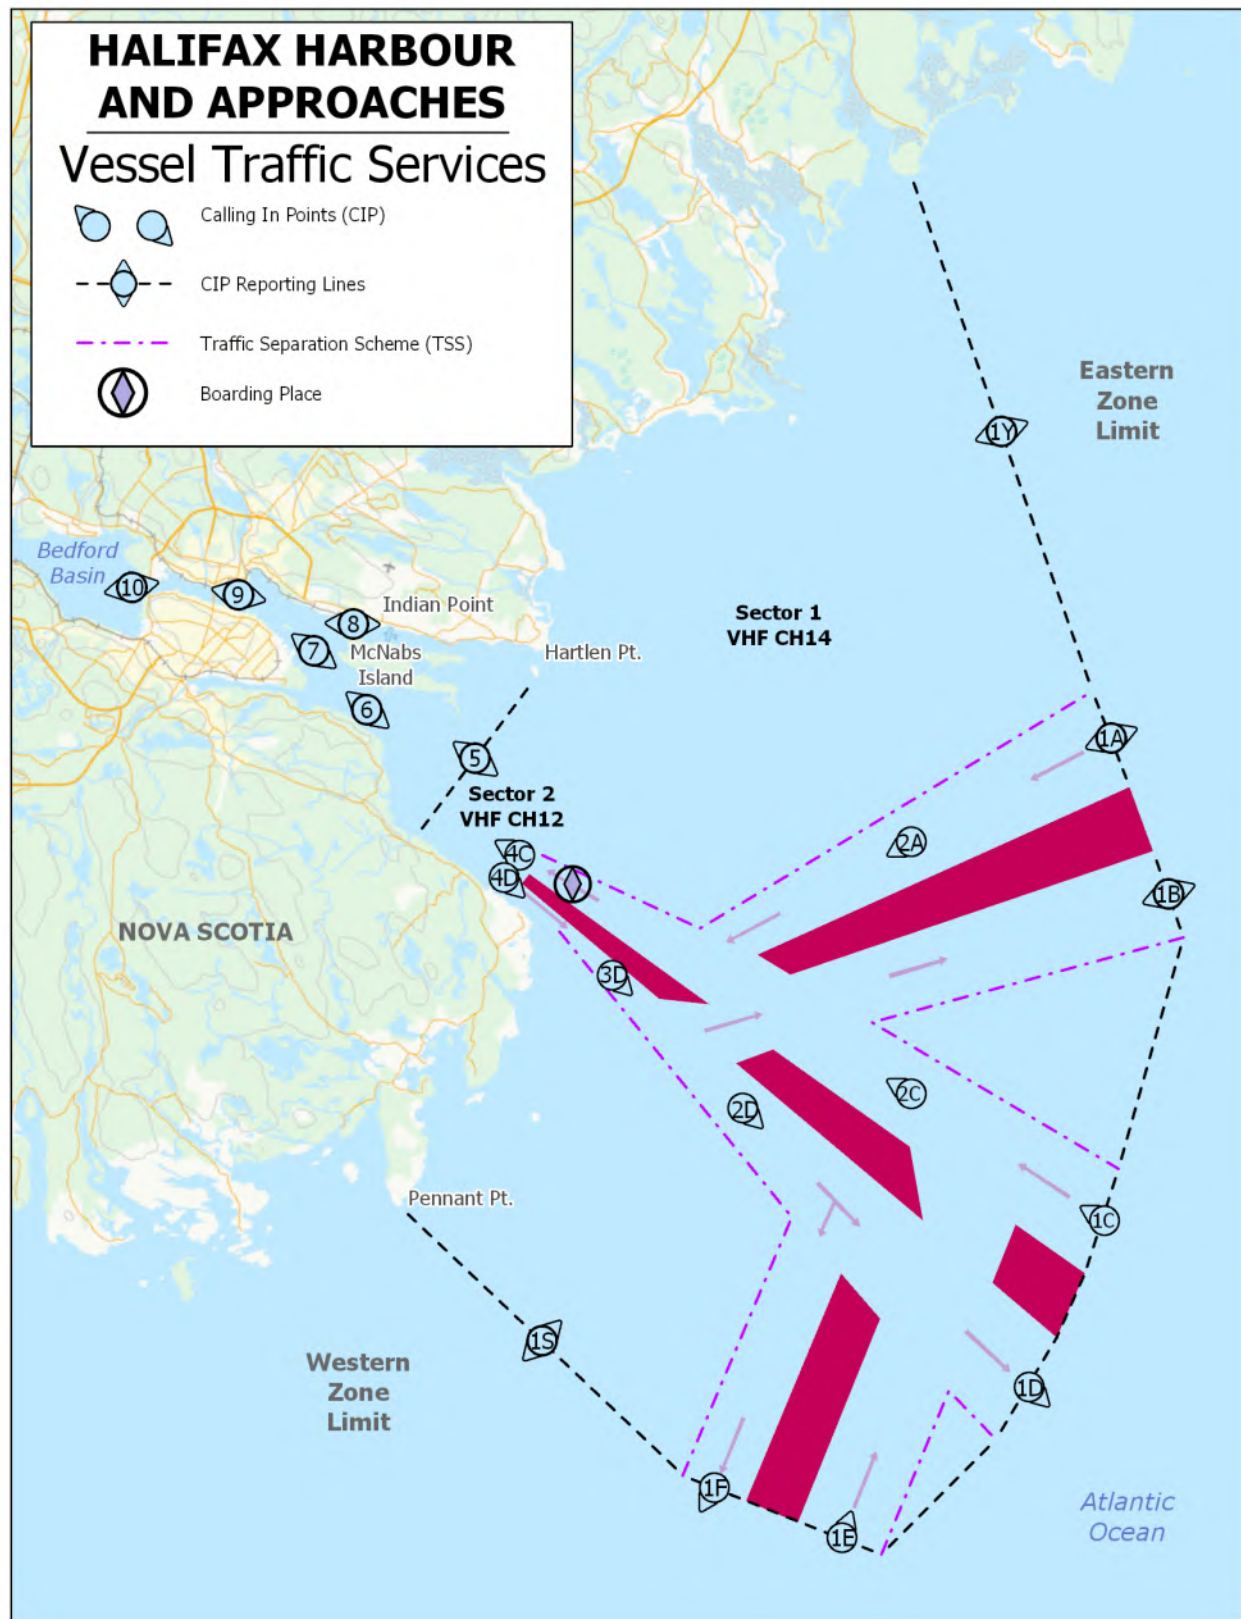 HALIFAX HARBOUR
AND APPROACHES
Vessel Traffic Services
Calling In Points (CIP)
CIP Reporting Lines
Traffic Separation Scheme (TSS)
Boarding Place
Eastern
Zone
Limit
1Y
Bedford
Basin
10
9
8
7
6
5
Indian Point
McNabs
Island
Hartlen Pt.
Sector 1
VHF CH14
1A
Sector 2
VHF CH12
4C
4D
2A
1B
NOVA SCOTIA
3D
2C
2D
Pennant Pt.
1C
1S
Western
Zone
Limit
1D
1F
1E
Atlantic
Ocean